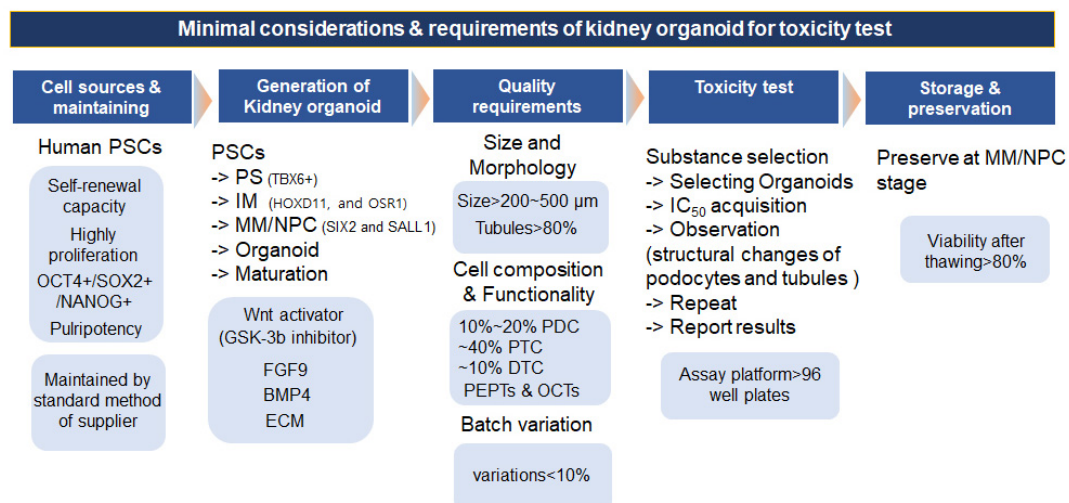 Minimal considerations & requirements of kidney organoid for toxicity test
Cell sources &
maintaining
Human PSCs
Self-renewal
capacity
Highly
proliferation
OCT4+/SOX2+
/NANOG+
Pulripotency
Maintained by
standard method
of supplier
Generation of
Kidney organoid
PSCs
-> PS (TBX6+)
-> IM (HOXD11, and OSR1)
-> MM/NPC (SIX2 and SALL1)
-> Organoid
-> Maturation
Wnt activator
(GSK-3b inhibitor)
FGF9
BMP4
ECM
Quality
requirements
Size and
Morphology
Size>200~500 μm
Tubules>80%
Cell composition
& Functionality
10%~20% PDC
~40% PTC
~10% DTC
PEPTs & OCTs
Batch variation
variations<10%
Toxicity test
Substance selection
-> Selecting Organoids
-> IC50 acquisition
-> Observation
(structural changes of
podocytes and tubules )
-> Repeat
-> Report results
Assay platform>96
well plates
Storage &
preservation
Preserve at MM/NPC
stage
Viability after
thawing>80%